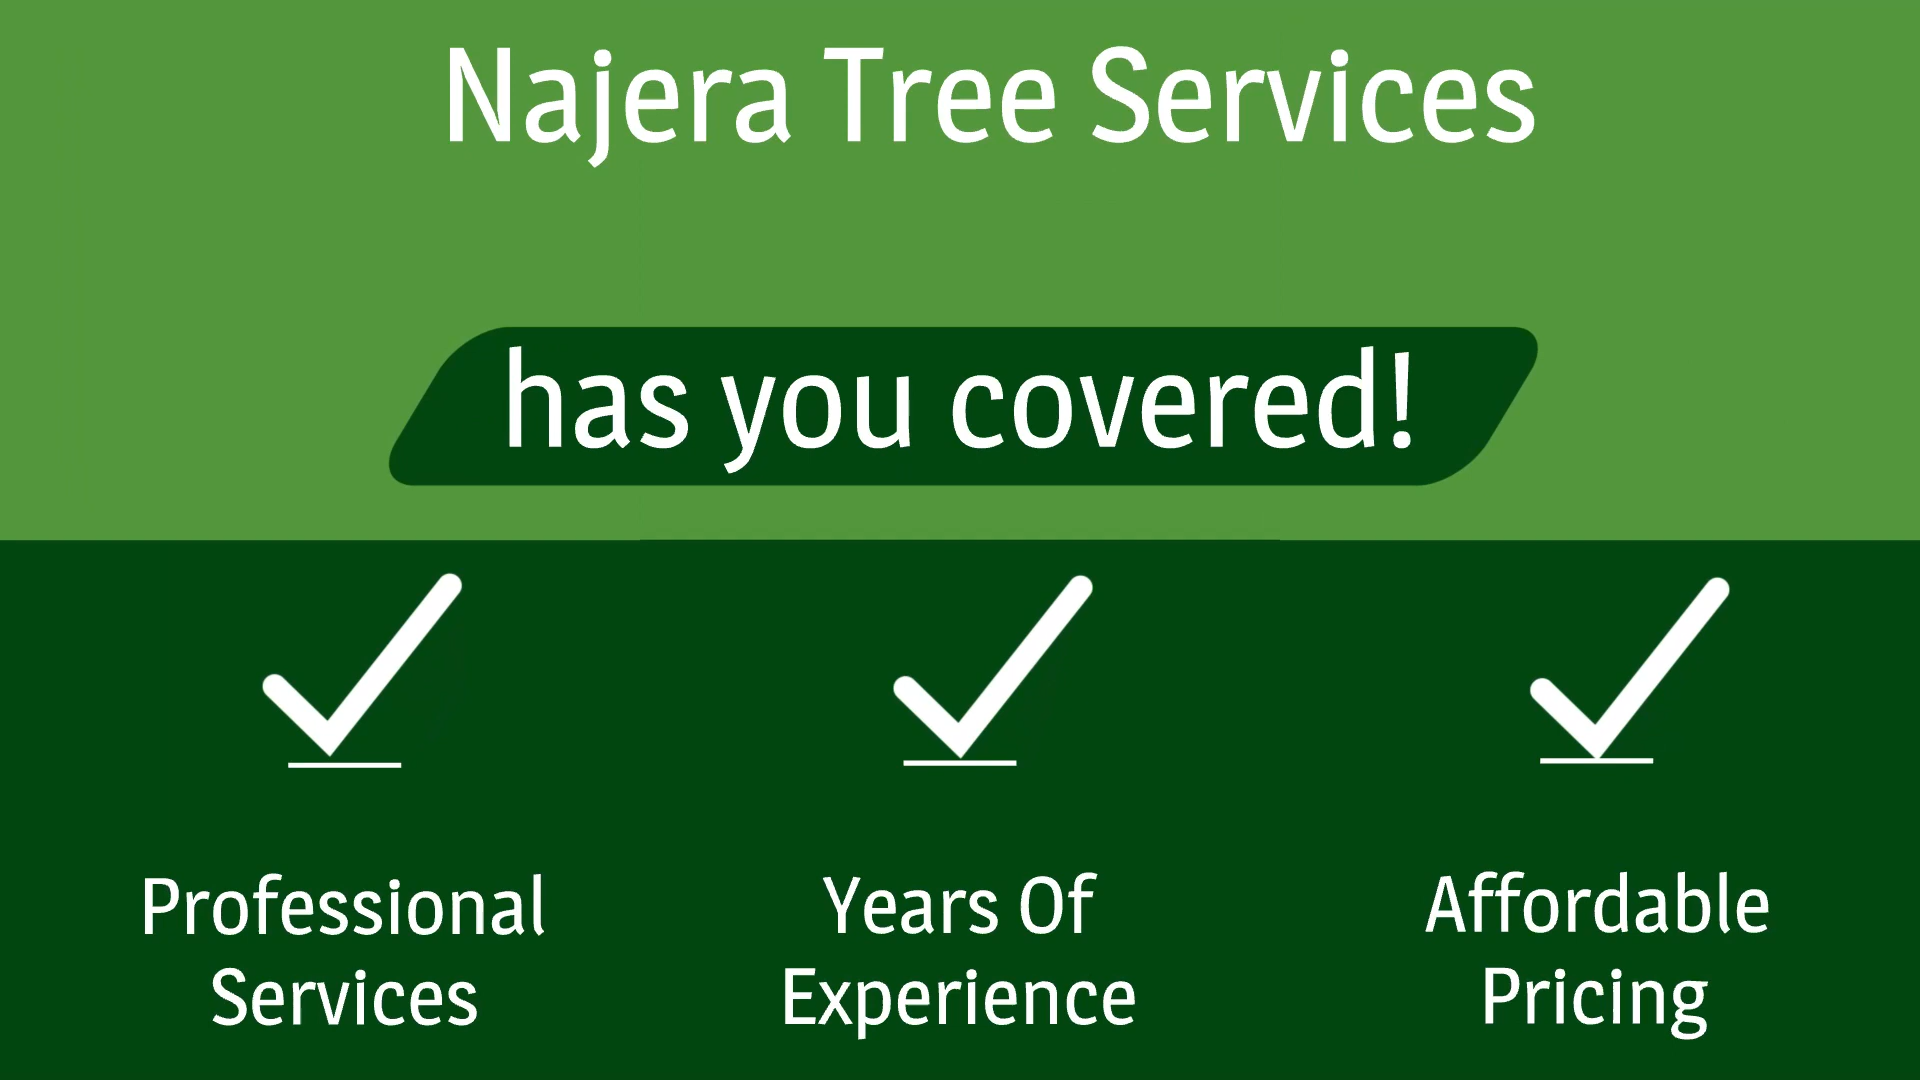 Najera Tree Services
has you covered!
Professional
Services
Years Of
Experience
Affordable
Pricing